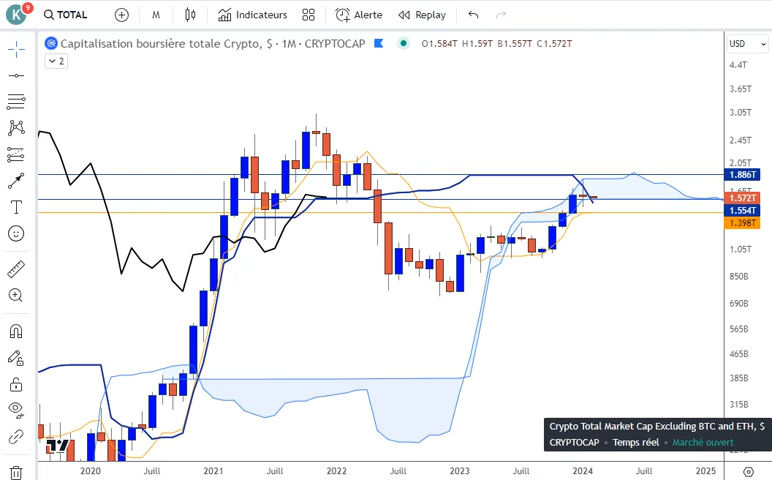 K 9 TOTAL M Indicateurs Alerte Replay
Capitalisation boursière totale Crypto, $ · 1M · CRYPTOCAP O1.584T H1.59T B1.557T C1.572T USD
2
4.4T
3.65T
3.05T
2.45T
2.05T
1.886T
1.65T
1.572T
1.554T
1.398T
1.05T
850B
690B
565B
465B
385B
315B
Crypto Total Market Cap Excluding BTC and ETH, $
CRYPTOCAP • Temps réel • Marché ouvert
2020 Juill 2021 Juill 2022 Juill 2023 Juill 2024 Juill 2025